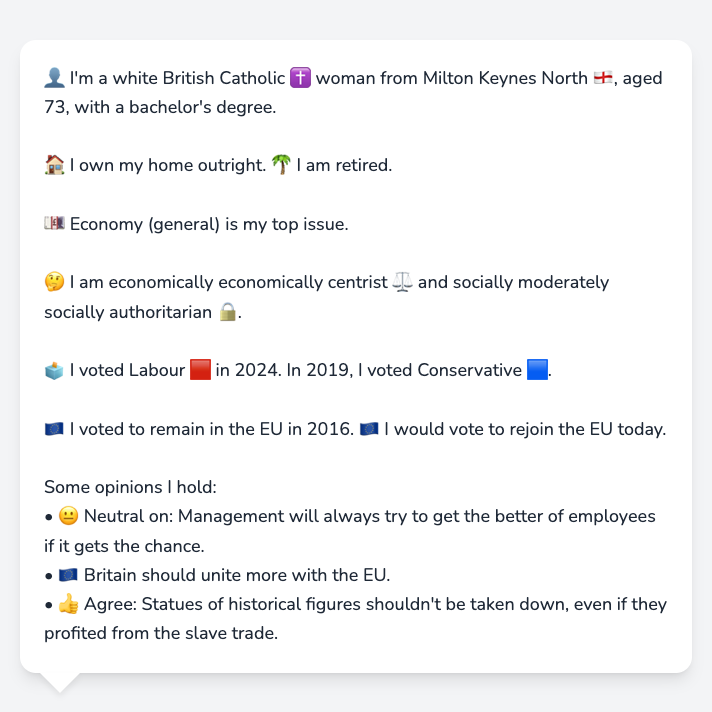 👤 I'm a white British Catholic ✝️ woman from Milton Keynes North 🏴󠁧󠁢󠁥󠁮󠁧󠁿, aged
73, with a bachelor's degree.
🏠 I own my home outright. 🌴 I am retired.
💷 Economy (general) is my top issue.
🤔 I am economically economically centrist ⚖️ and socially moderately
socially authoritarian 🔒.
🗳️ I voted Labour 🟥 in 2024. In 2019, I voted Conservative 🟦.
🇪🇺 I voted to remain in the EU in 2016. 🇪🇺 I would vote to rejoin the EU today.
Some opinions I hold:
• 😐 Neutral on: Management will always try to get the better of employees
if it gets the chance.
• 🇪🇺 Britain should unite more with the EU.
• 👍 Agree: Statues of historical figures shouldn't be taken down, even if they
profited from the slave trade.